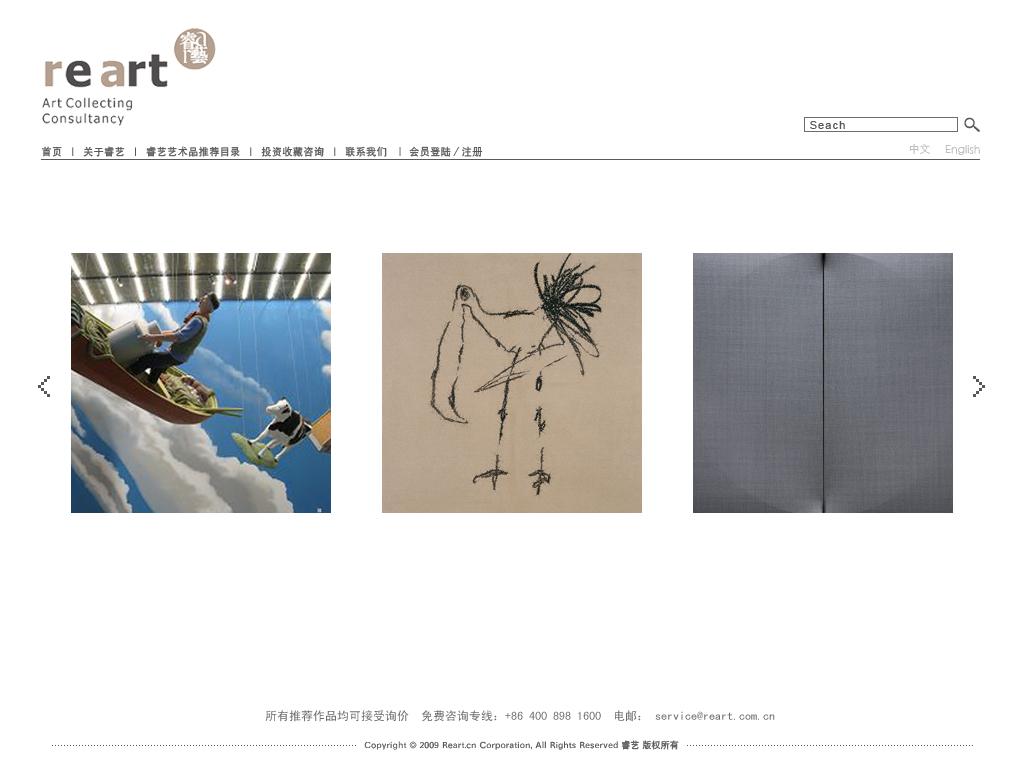 睿藝
re art
Art Collecting
Consultancy
Seach
首页 | 关于睿艺 | 睿艺艺术品推荐目录 | 投资收藏咨询 | 联系我们 | 会员登陆 / 注册
中文 English
所有推荐作品均可接受询价 免费咨询专线: +86 400 898 1600 电邮: service@reart.com.cn
Copyright © 2009 Reart.cn Corporation, All Rights Reserved 睿艺 版权所有